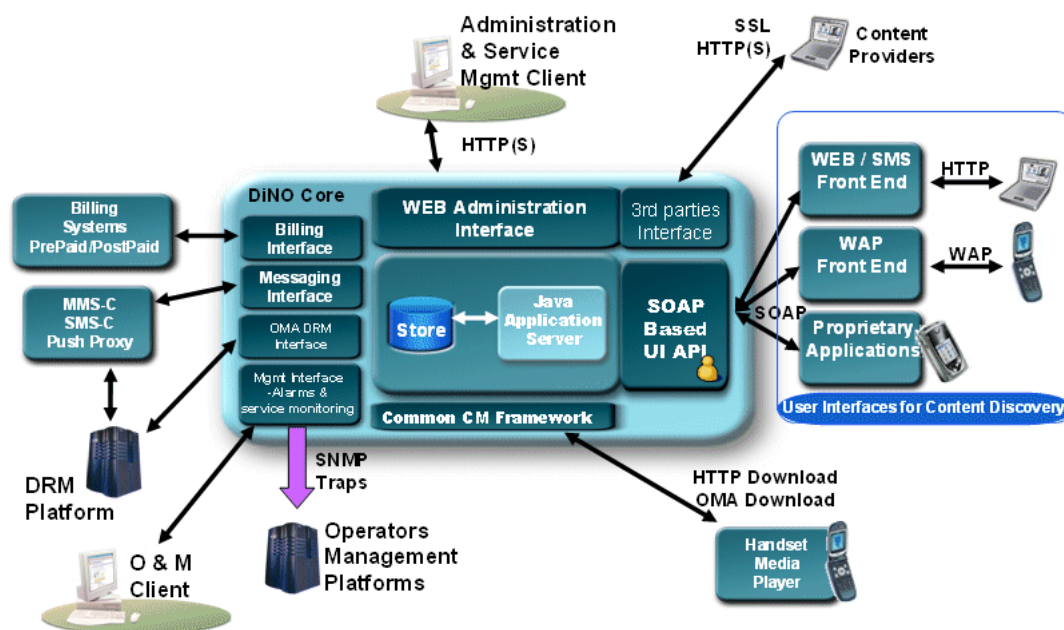 Administration
& Service
Mgmt Client
SSL
HTTP(S)
Content
Providers
HTTP(S)
DiNO Core
WEB Administration
Interface
3rd parties
Interface
Billing
Systems
PrePaid/PostPaid
Billing
Interface
MMS-C
SMS-C
Push Proxy
Messaging
Interface
OMA DRM
Interface
Mgmt Interface
-Alarms &
service monitoring
Store
Java
Application
Server
SOAP
Based
UI API
Common CM Framework
SOAP
WEB / SMS
Front End
HTTP
WAP
Front End
WAP
Proprietary
Applications
User Interfaces for Content Discovery
DRM
Platform
SNMP
Traps
O & M
Client
Operators
Management
Platforms
HTTP Download
OMA Download
Handset
Media
Player